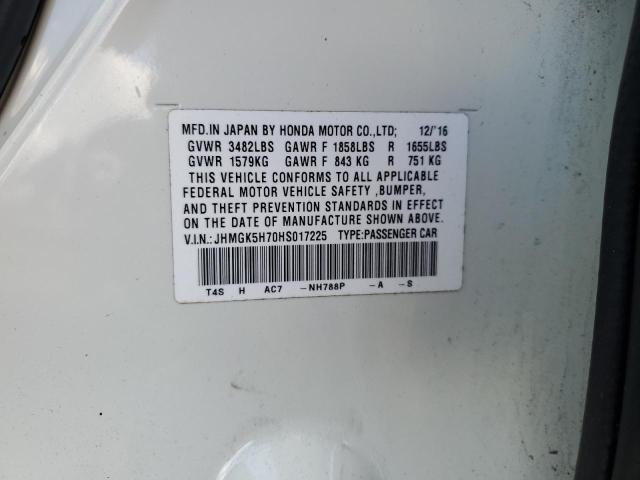 MFD.IN JAPAN BY HONDA MOTOR CO.,LTD; 12/'16
GVWR 3482LBS GAWR F 1858LBS R 1655LBS
GVWR 1579KG GAWR F 843 KG R 751 KG
THIS VEHICLE CONFORMS TO ALL APPLICABLE
FEDERAL MOTOR VEHICLE SAFETY ,BUMPER,
AND THEFT PREVENTION STANDARDS IN EFFECT
ON THE DATE OF MANUFACTURE SHOWN ABOVE.
V.I.N.: JHMGK5H70HS017225 TYPE:PASSENGER CAR
T4S H AC7 -NH788P -A -S